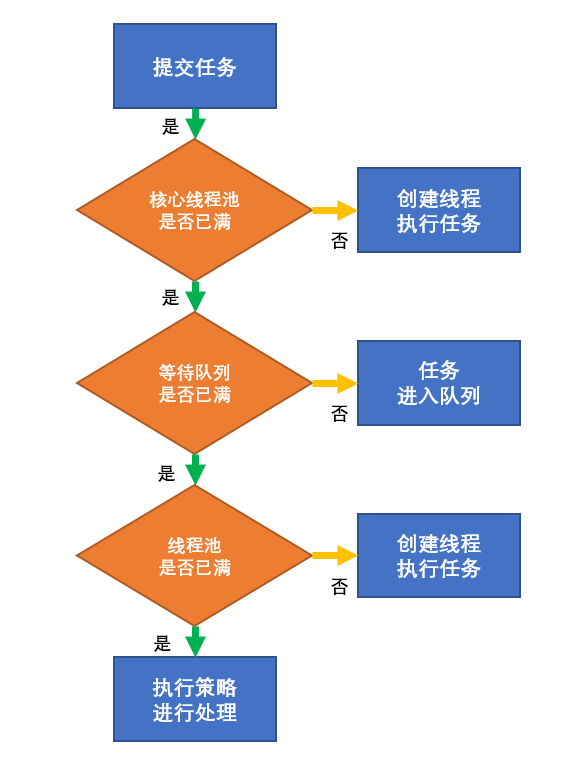 提交任务
是
核心线程池
是否已满
否
创建线程
执行任务
是
等待队列
是否已满
否
任务
进入队列
是
线程池
是否已满
否
创建线程
执行任务
是
执行策略
进行处理